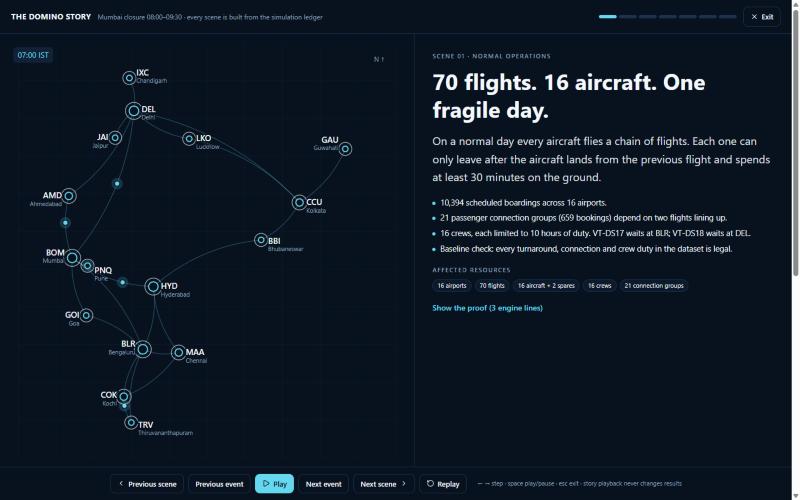 THE DOMINO STORY
Mumbai closure 08:00–09:30 · every scene is built from the simulation ledger
Exit
07:00 IST
N ↑
IXC
Chandigarh
DEL
Delhi
JAI
Jaipur
LKO
Lucknow
GAU
Guwahati
AMD
Ahmedabad
CCU
Kolkata
BBI
Bhubaneswar
BOM
Mumbai
PNQ
Pune
HYD
Hyderabad
GOI
Goa
BLR
Bengaluru
MAA
Chennai
COK
Kochi
TRV
Thiruvananthapuram
SCENE 01 · NORMAL OPERATIONS
70 flights. 16 aircraft. One
fragile day.
On a normal day every aircraft flies a chain of flights. Each one can
only leave after the aircraft lands from the previous flight and spends
at least 30 minutes on the ground.
• 10,394 scheduled boardings across 16 airports.
• 21 passenger connection groups (659 bookings) depend on two flights lining up.
• 16 crews, each limited to 10 hours of duty. VT-DS17 waits at BLR; VT-DS18 waits at DEL.
• Baseline check: every turnaround, connection and crew duty in the dataset is legal.
AFFECTED RESOURCES
16 airports
70 flights
16 aircraft + 2 spares
16 crews
21 connection groups
Show the proof (3 engine lines)
Previous scene
Previous event
Play
Next event
Next scene
Replay
← → step · space play/pause · esc exit · story playback never changes results